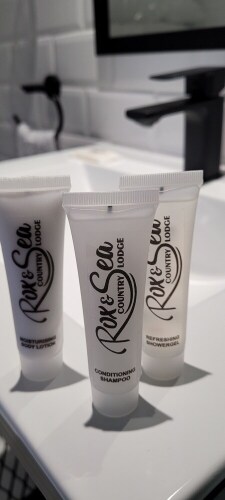 Rox&Sea
COUNTRY
LODGE
MOISTURISING
BODY LOTION
Rox&Sea
COUNTRY
LODGE
CONDITIONING
SHAMPOO
Rox&Sea
COUNTRY
LODGE
REFRESHING
SHOWERGEL